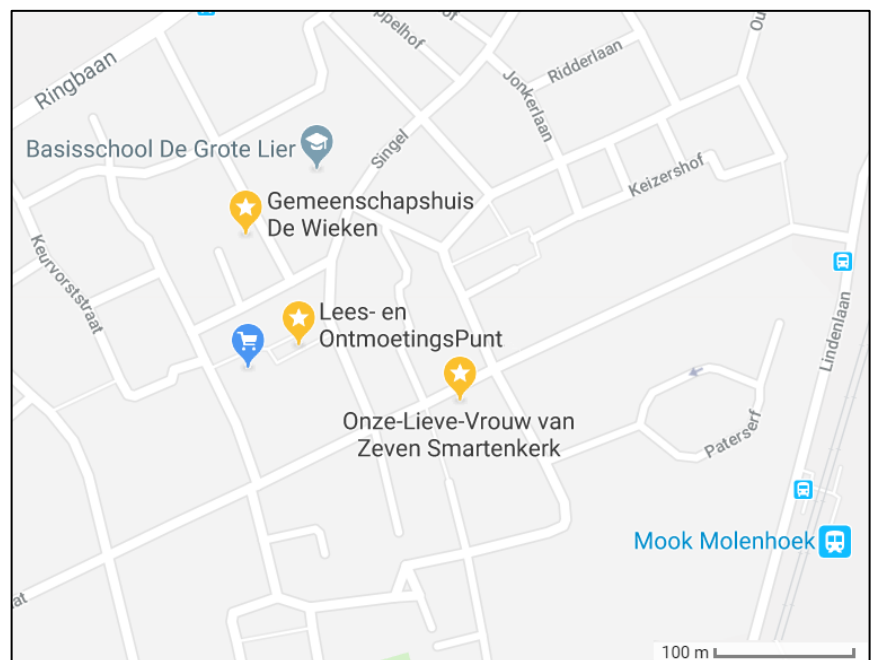 Ringbaan
Ridderlaan
Jonkerlaan
Singel
Basisschool De Grote Lier
Keizershof
Gemeenschapshuis
De Wieken
Keurvorststraat
Lees- en
OntmoetingsPunt
Lindenlaan
Onze-Lieve-Vrouw van
Zeven Smartenkerk
Paterserf
Mook Molenhoek
100 m